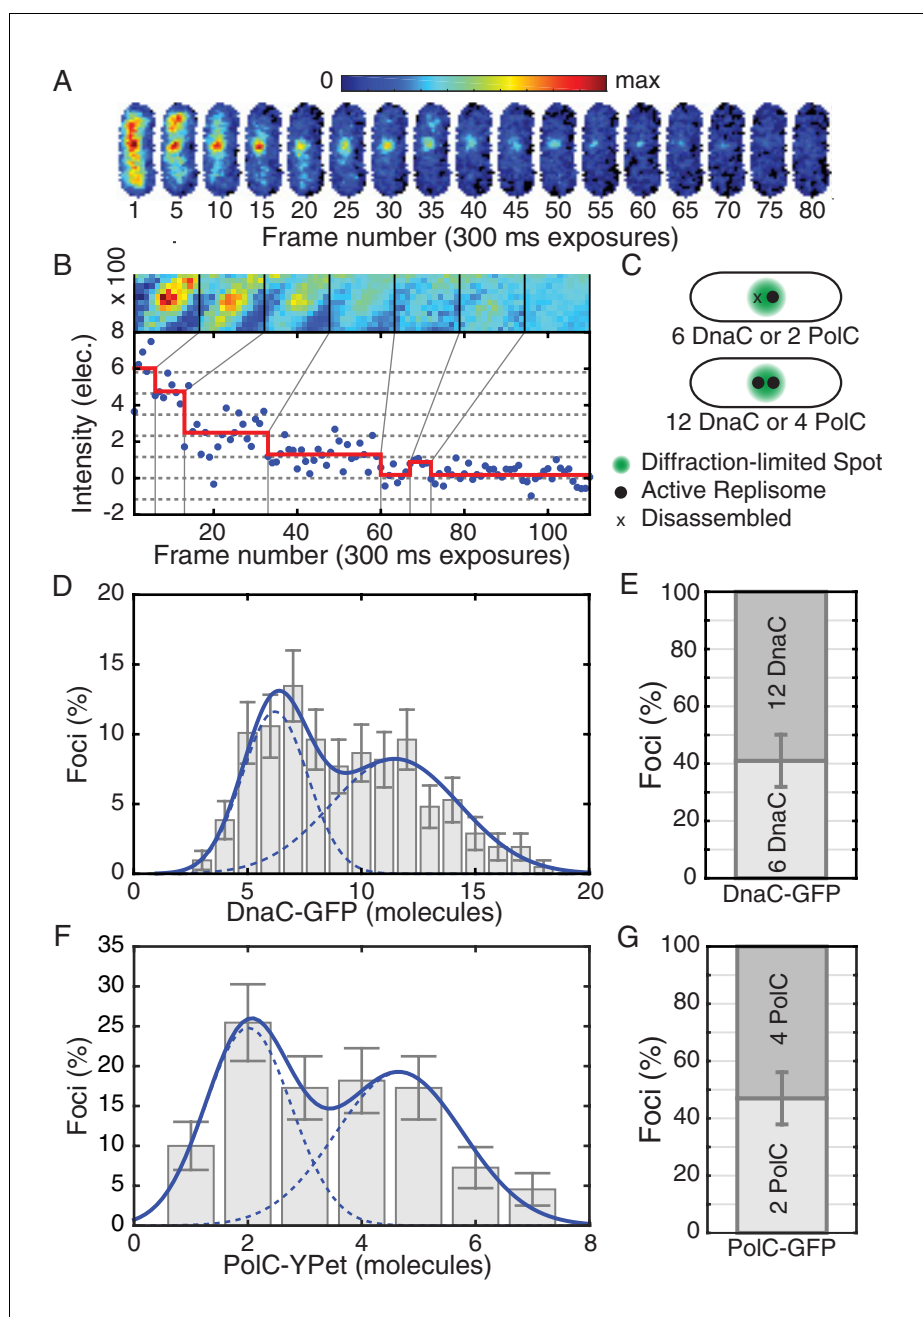 A
0 max
1 5 10 15 20 25 30 35 40 45 50 55 60 65 70 75 80
Frame number (300 ms exposures)
B
x 100
Intensity (elec.)
8
6
4
2
0
-2
20 40 60 80 100
Frame number (300 ms exposures)
C
x
6 DnaC or 2 PolC
12 DnaC or 4 PolC
Diffraction-limited Spot
Active Replisome
x Disassembled
D
Foci (%)
20
15
10
5
0
0 5 10 15 20
DnaC-GFP (molecules)
E
Foci (%)
100
80
60
40
20
0
12 DnaC
6 DnaC
DnaC-GFP
F
Foci (%)
35
30
25
20
15
10
5
0
0 2 4 6 8
PolC-YPet (molecules)
G
Foci (%)
100
80
60
40
20
0
4 PolC
2 PolC
PolC-GFP